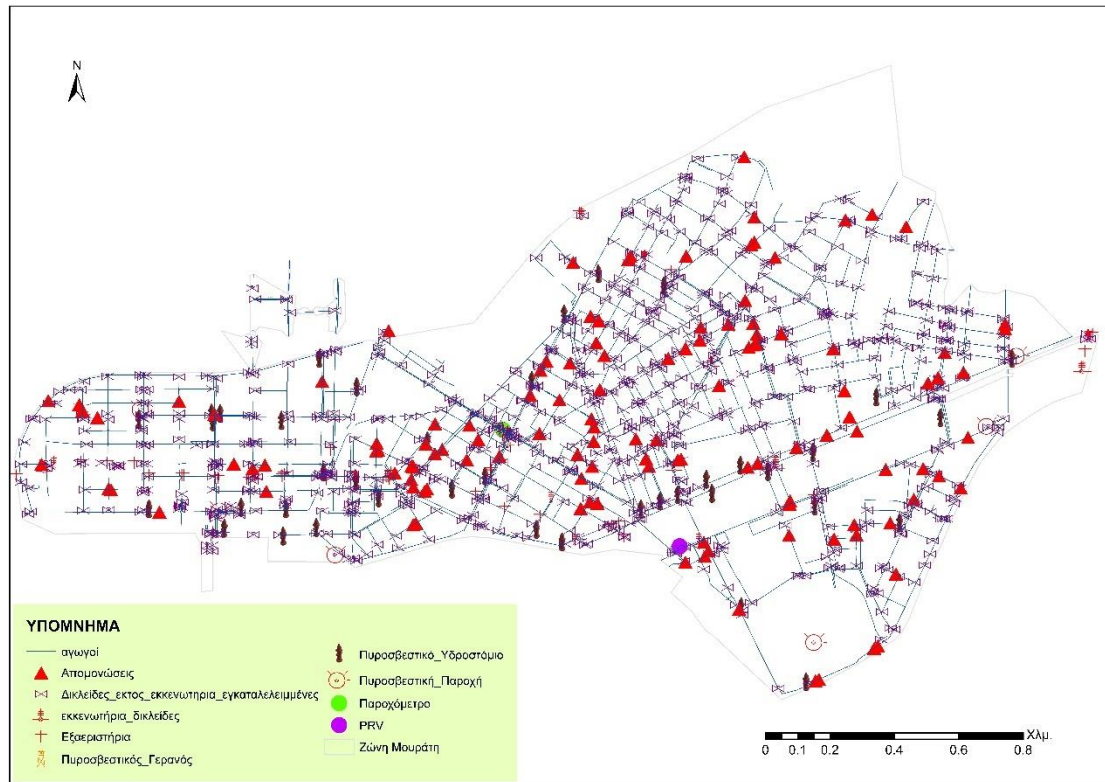 N
ΥΠΟΜΝΗΜΑ
αγωγοί
Απομονώσεις
Δικλείδες_εκτος_εκκενωτηρια_εγκαταλελειμμένες
εκκενωτήρια_δικλείδες
Εξαεριστήρια
Πυροσβεστικός_Γερανός
Πυροσβεστικό_Υδροστόμιο
Πυροσβεστική_Παροχή
Παροχόμετρο
PRV
Ζώνη Μουράτη
0 0.1 0.2 0.4 0.6 0.8 Χλμ.